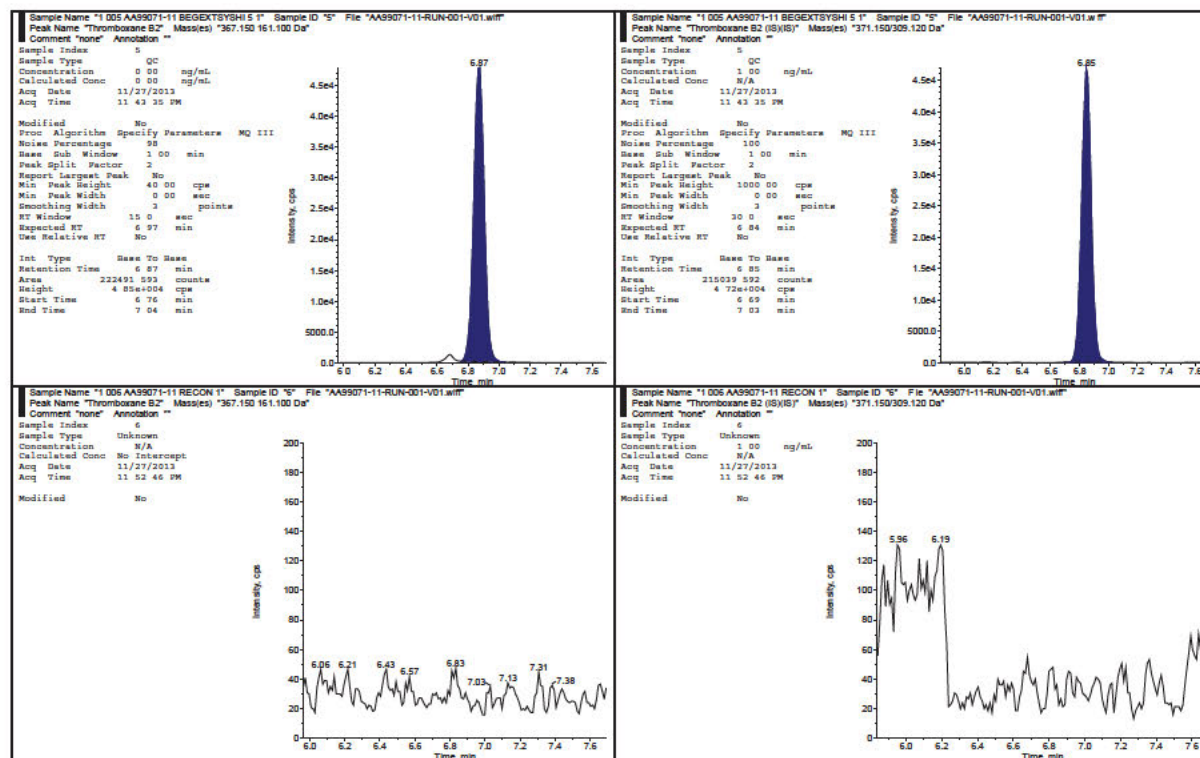 Sample Name "1 005 AA99071-11 BEGEXTSYSHI 5 1" Sample ID "5" File "AA99071-11-RUN-001-V01.wiff"
Peak Name "Thromboxane B2" Mass(es) "367.150 161.100 Da"
Comment "none" Annotation ""
Sample Index 5
Sample Type QC
Concentration 0 00 ng/mL
Calculated Conc 0 00 ng/mL
Acq Date 11/27/2013
Acq Time 11 43 35 PM
Modified No
Proc Algorithm Specify Parameters MQ III
Noise Percentage 98
Base Sub Window 1 00 min
Peak Split Factor 2
Report Largest Peak No
Min Peak Height 40 00 cps
Min Peak Width 0 00 sec
Smoothing Width 3 points
RT Window 15 0 sec
Expected RT 6 97 min
Use Relative RT No
Int Type Base To Base
Retention Time 6 87 min
Area 222491 593 counts
Height 4 85e+004 cps
Start Time 6 76 min
End Time 7 04 min
6.87
4.5e4
4.0e4
3.5e4
3.0e4
2.5e4
2.0e4
1.5e4
1.0e4
5000.0
0.0
Intensity, cps
6 0 6.2 6.4 6.6 6.8 7.0 7.2 7.4 7.6
Time, min
Sample Name "1 005 AA99071-11 BEGEXTSYSHI 5 1" Sample ID "5" File "AA99071-11-RUN-001-V01.w ff"
Peak Name "Thromboxane B2 (IS)(IS)" Mass(es) "371.150/309.120 Da"
Comment "none" Annotation ""
Sample Index 5
Sample Type QC
Concentration 1 00 ng/mL
Calculated Conc N/A
Acq Date 11/27/2013
Acq Time 11 43 35 PM
Modified No
Proc Algorithm Specify Parameters MQ III
Noise Percentage 100
Base Sub Window 1 00 min
Peak Split Factor 2
Report Largest Peak No
Min Peak Height 1000 00 cps
Min Peak Width 0 00 sec
Smoothing Width 3 points
RT Window 30 0 sec
Expected RT 6 84 min
Use Relative RT No
Int Type Base To Base
Retention Time 6 85 min
Area 215039 592 counts
Height 4 72e+004 cps
Start Time 6 69 min
End Time 7 03 min
6.85
4.5e4
4.0e4
3.5e4
3.0e4
2.5e4
2.0e4
1.5e4
1.0e4
5000.0
0.0
Intensity, cps
6.0 6.2 6.4 6.6 6.8 7.0 7.2 7.4 7.6
Time, min
Sample Name "1 006 AA99071-11 RECON 1" Sample ID "6" File "AA99071-11-RUN-001-V01.wiff"
Peak Name "Thromboxane B2" Mass(es) "367.150 161.100 Da"
Comment "none" Annotation ""
Sample Index 6
Sample Type Unknown
Concentration N/A
Calculated Conc No Intercept
Acq Date 11/27/2013
Acq Time 11 52 46 PM
Modified No
200
180
160
140
120
100
80
60
40
20
0
Intensity, cps
6.06 6.21 6.43 6.57 6.83 7.03 7.13 7.31 7.38
6.0 6.2 6.4 6.6 6.8 7.0 7.2 7.4 7.6
Time, min
Sample Name "1 006 AA99071-11 RECON 1" Sample ID "6" File "AA99071-11-RUN-001-V01.wiff"
Peak Name "Thromboxane B2 (IS)(IS)" Mass(es) "371.150/309.120 Da"
Comment "none" Annotation ""
Sample Index 6
Sample Type Unknown
Concentration 1 00 ng/mL
Calculated Conc N/A
Acq Date 11/27/2013
Acq Time 11 52 46 PM
Modified No
200
180
160
140
120
100
80
60
40
20
0
Intensity, cps
5.96 6.19
6.0 6.2 6.4 6.6 6.8 7.0 7.2 7.4 7 6
Time, min